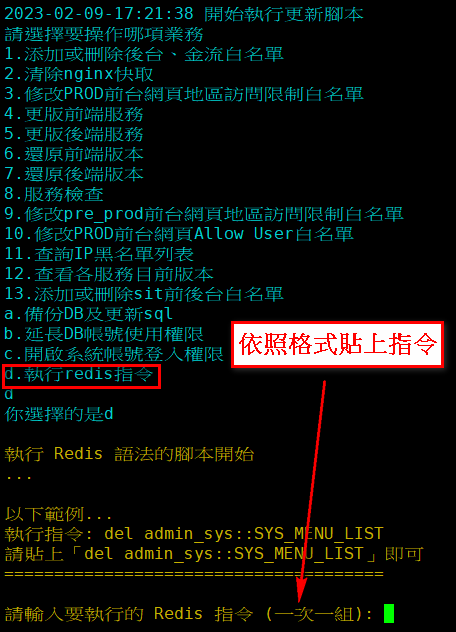 2023-02-09-17:21:38 開始執行更新腳本
請選擇要操作哪項業務
1.添加或刪除後台、金流白名單
2.清除nginx快取
3.修改PROD前台網頁地區訪問限制白名單
4.更版前端服務
5.更版後端服務
6.還原前端版本
7.還原後端版本
8.服務檢查
9.修改pre_prod前台網頁地區訪問限制白名單
10.修改PROD前台網頁Allow User白名單
11.查詢IP黑名單列表
12.查看各服務目前版本
13.添加或刪除sit前後台白名單
a.備份DB及更新sql
b.延長DB帳號使用權限
c.開啟系統帳號登入權限
依照格式貼上指令
d.執行redis指令
d
你選擇的是d
執行 Redis 語法的腳本開始
...
以下範例...
執行指令: del admin_sys::SYS_MENU_LIST
請貼上「del admin_sys::SYS_MENU_LIST」即可
======================================
請輸入要執行的 Redis 指令 (一次一組):